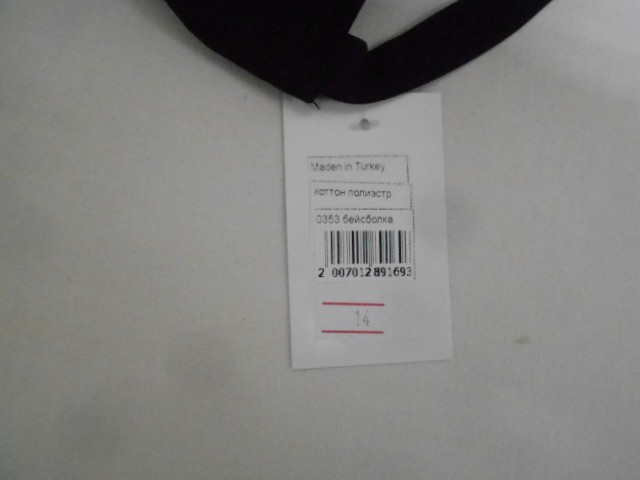 Maden in Turkey
коттон полиэстр
0353 бейсболка
2 007012 891693
14